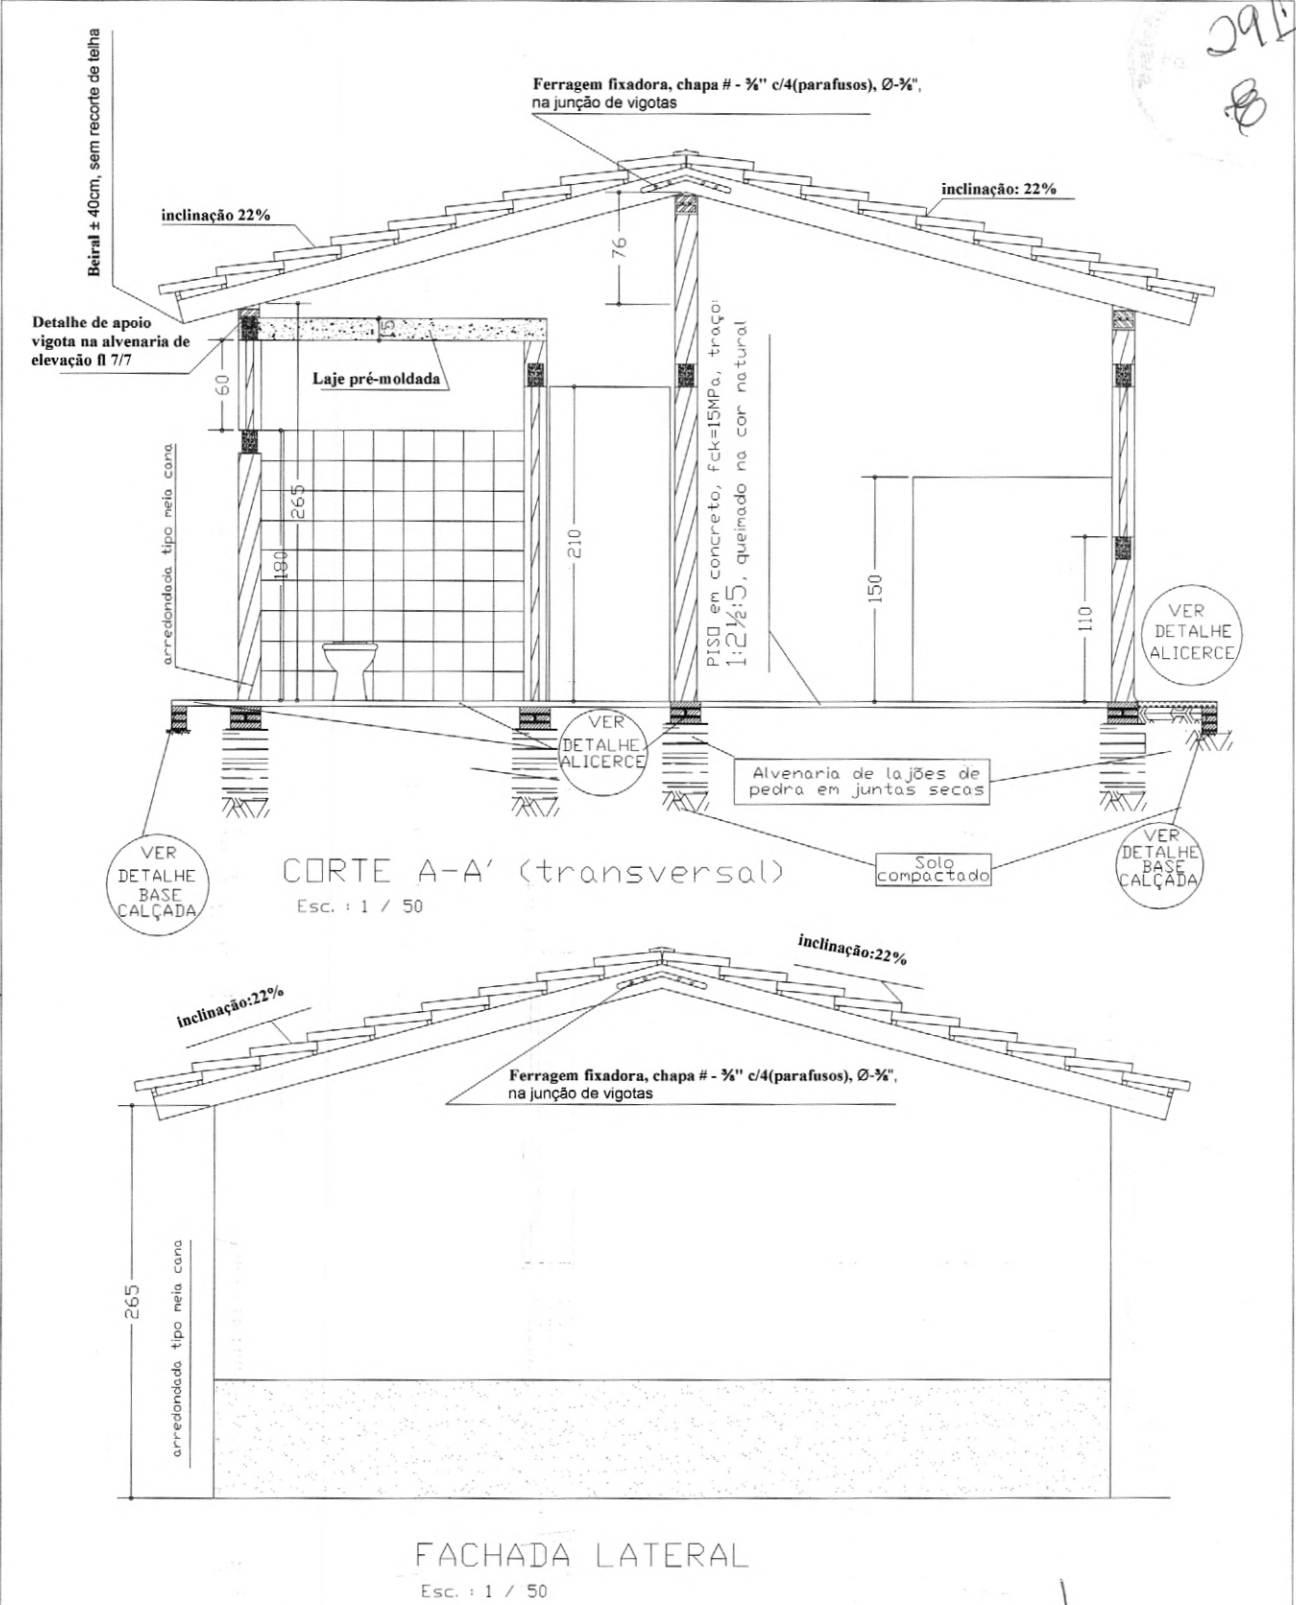 291
Beiral ± 40cm, sem recorte de telha
Ferragem fixadora, chapa # - ⅜" c/4(parafusos), Ø-⅜",
na junção de vigotas
inclinação 22%
inclinação: 22%
76
Detalhe de apoio
vigota na alvenaria de
elevação fl 7/7
15
Laje pré-moldada
60
265
180
210
arredondada tipo meia cana
PISO em concreto, fck=15MPa, traço:
1:2½:5, queimado na cor natural
150
110
VER
DETALHE
ALICERCE
VER
DETALHE
ALICERCE
Alvenaria de lajões de
pedra em juntas secas
VER
DETALHE
BASE
CALÇADA
Solo
compactado
VER
DETALHE
BASE
CALÇADA
CORTE A-A' (transversal)
Esc. : 1 / 50
inclinação:22%
inclinação:22%
Ferragem fixadora, chapa # - ⅜" c/4(parafusos), Ø-⅜",
na junção de vigotas
265
arredondada tipo meia cana
FACHADA LATERAL
Esc. : 1 / 50